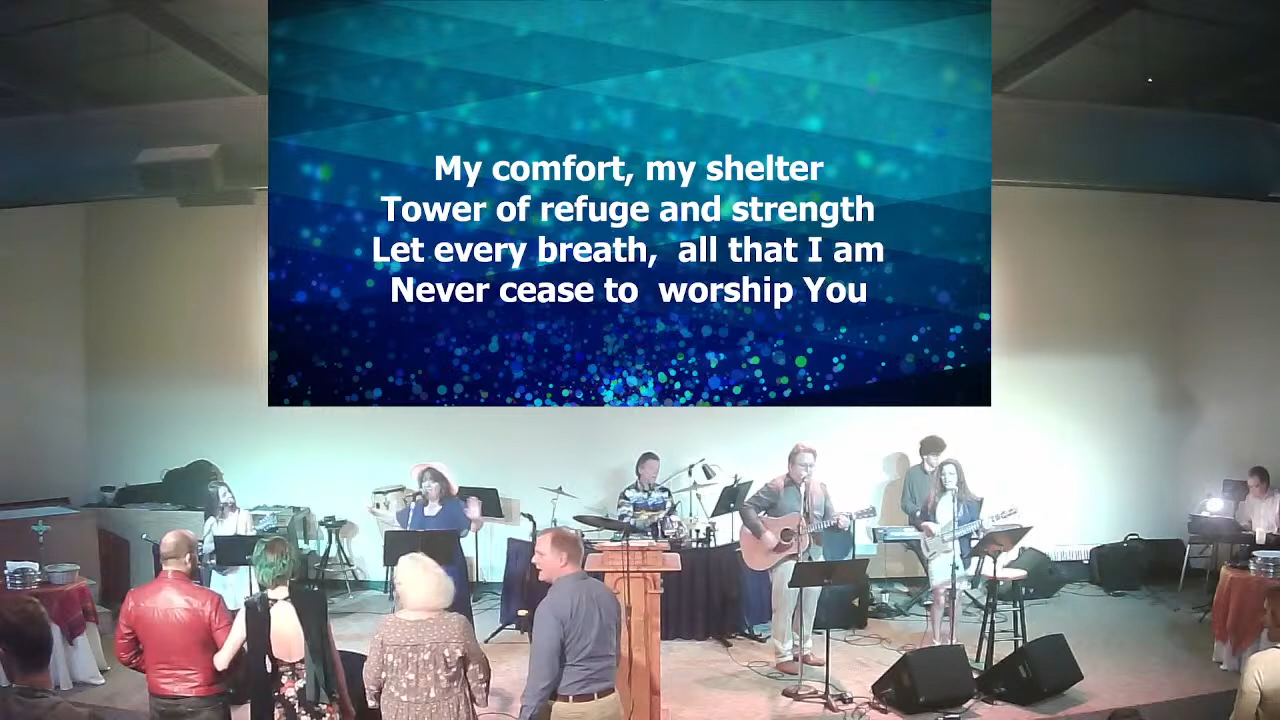 My comfort, my shelter
Tower of refuge and strength
Let every breath,  all that I am
Never cease to  worship You